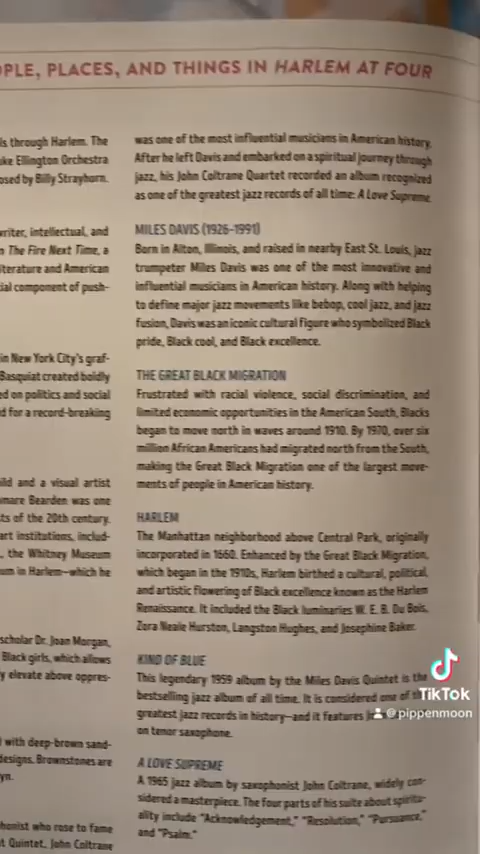 PLE, PLACES, AND THINGS IN HARLEM AT FOUR
ls through Harlem. The
ke Ellington Orchestra
osed by Billy Strayhorn.
riter, intellectual, and
n The Fire Next Time, a
iterature and American
ial component of push-
in New York City's graf-
Basquiat created boldly
ed on politics and social
d for a record-breaking
ild and a visual artist
mare Bearden was one
ts of the 20th century.
art institutions, includ-
, the Whitney Museum
um in Harlem—which he
scholar Dr. Joan Morgan,
Black girls, which allows
y elevate above oppres-
with deep-brown sand-
designs. Brownstones are
yn.
honist who rose to fame
t Quintet, John Coltrane
was one of the most influential musicians in American history.
After he left Davis and embarked on a spiritual journey through
jazz, his John Coltrane Quartet recorded an album recognized
as one of the greatest jazz records of all time: A Love Supreme.
MILES DAVIS (1926–1991)
Born in Alton, Illinois, and raised in nearby East St. Louis, jazz
trumpeter Miles Davis was one of the most innovative and
influential musicians in American history. Along with helping
to define major jazz movements like bebop, cool jazz, and jazz
fusion, Davis was an iconic cultural figure who symbolized Black
pride, Black cool, and Black excellence.
THE GREAT BLACK MIGRATION
Frustrated with racial violence, social discrimination, and
limited economic opportunities in the American South, Blacks
began to move north in waves around 1910. By 1970, over six
million African Americans had migrated north from the South,
making the Great Black Migration one of the largest move-
ments of people in American history.
HARLEM
The Manhattan neighborhood above Central Park, originally
incorporated in 1660. Enhanced by the Great Black Migration,
which began in the 1910s, Harlem birthed a cultural, political,
and artistic flowering of Black excellence known as the Harlem
Renaissance. It included the Black luminaries W. E. B. Du Bois,
Zora Neale Hurston, Langston Hughes, and Josephine Baker.
KIND OF BLUE
This legendary 1959 album by the Miles Davis Quintet is the
bestselling jazz album of all time. It is considered one of
greatest jazz records in history—and it features
on tenor saxophone.
A LOVE SUPREME
A 1965 jazz album by saxophonist John Coltrane, widely con-
sidered a masterpiece. The four parts of his suite about spiritu-
ality include "Acknowledgement," "Resolution," "Pursuance,"
and "Psalm."
TikTok
@pippenmoon